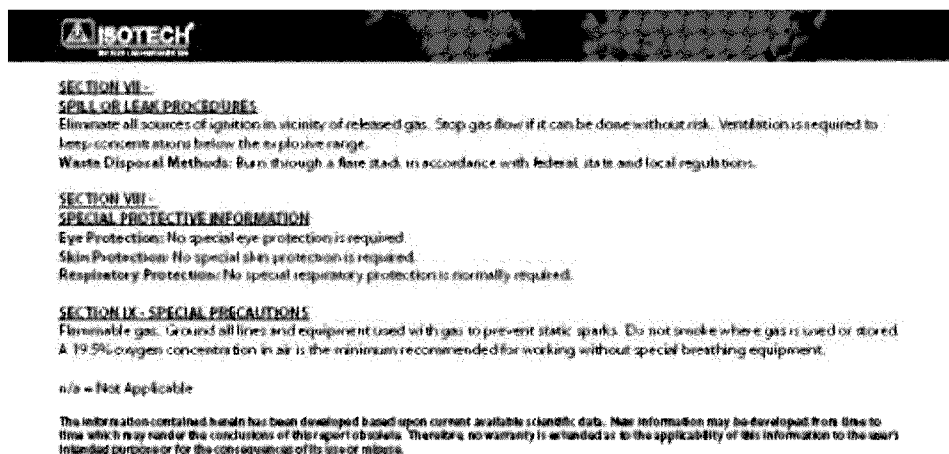 ISOTECH
SECTION VII -
SPILL OR LEAK PROCEDURES
Eliminate all sources of ignition in vicinity of released gas. Stop gas flow if it can be done without risk. Ventilation is required to
keep concentrations below the explosive range.
Waste Disposal Methods: Burn through a flare stack in accordance with federal, state and local regulations.
SECTION VIII -
SPECIAL PROTECTIVE INFORMATION
Eye Protection: No special eye protection is required.
Skin Protection: No special skin protection is required.
Respiratory Protection: No special respiratory protection is normally required.
SECTION IX - SPECIAL PRECAUTIONS
Flammable gas. Ground all lines and equipment used with gas to prevent static sparks. Do not smoke where gas is used or stored.
A 19.5% oxygen concentration in air is the minimum recommended for working without special breathing equipment.
n/a = Not Applicable
The information contained herein has been developed based upon current available scientific data. New information may be developed from time to
time which may render the conclusions of this report obsolete. Therefore, no warranty is extended as to the applicability of this information to the user's
intended purpose or for the consequences of its use or misuse.